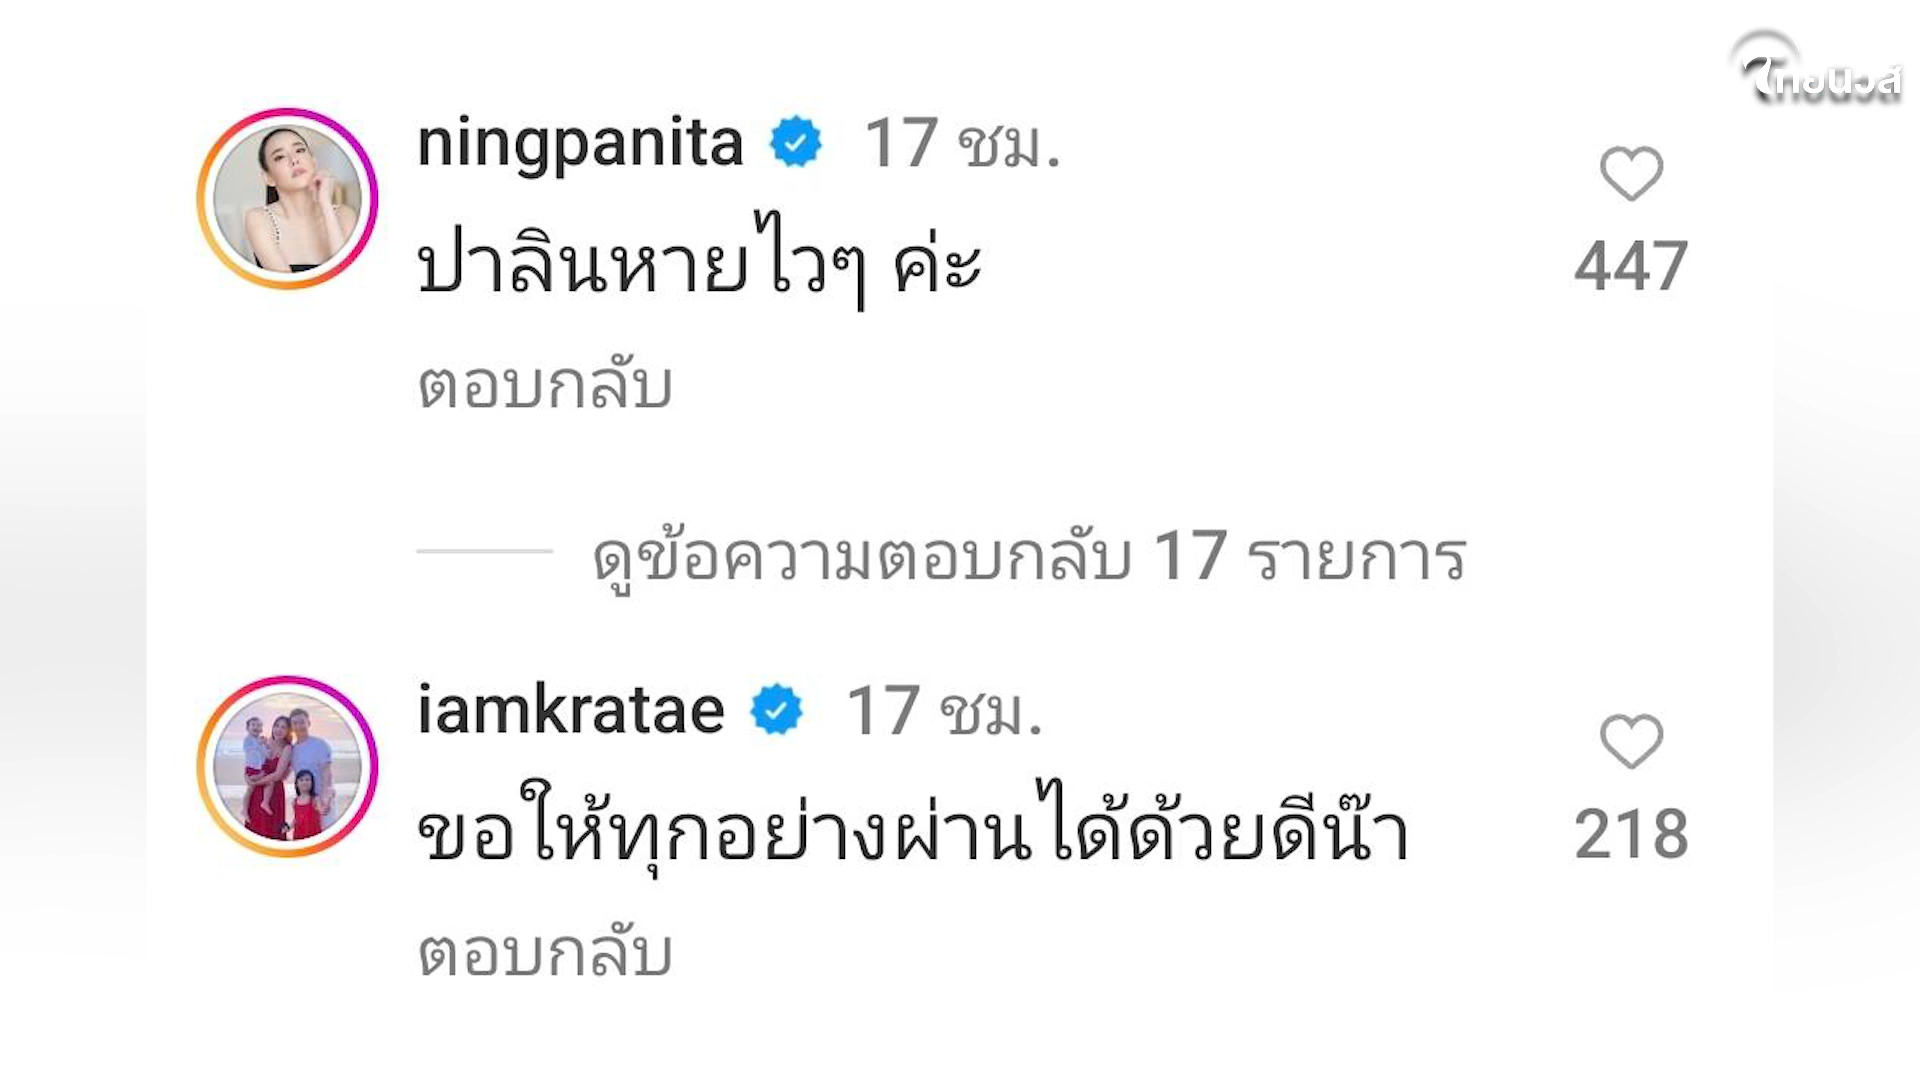 ไทยนิวส์
ningpanita 17 ชม.
ปาลินหายไวๆ ค่ะ
447
ตอบกลับ
ดูข้อความตอบกลับ 17 รายการ
iamkratae 17 ชม.
ขอให้ทุกอย่างผ่านได้ด้วยดีน๊า
218
ตอบกลับ